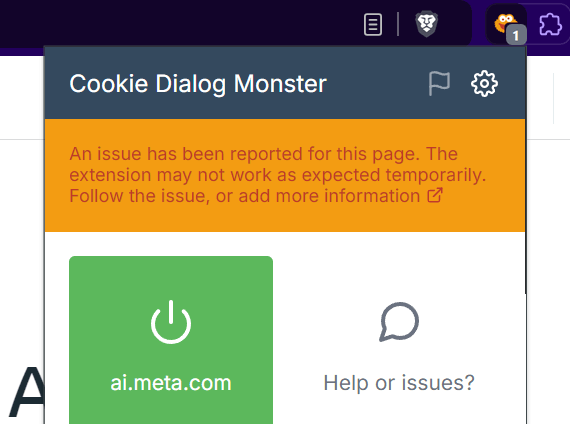 1
Cookie Dialog Monster
An issue has been reported for this page. The
extension may not work as expected temporarily.
Follow the issue, or add more information
ai.meta.com
Help or issues?
A